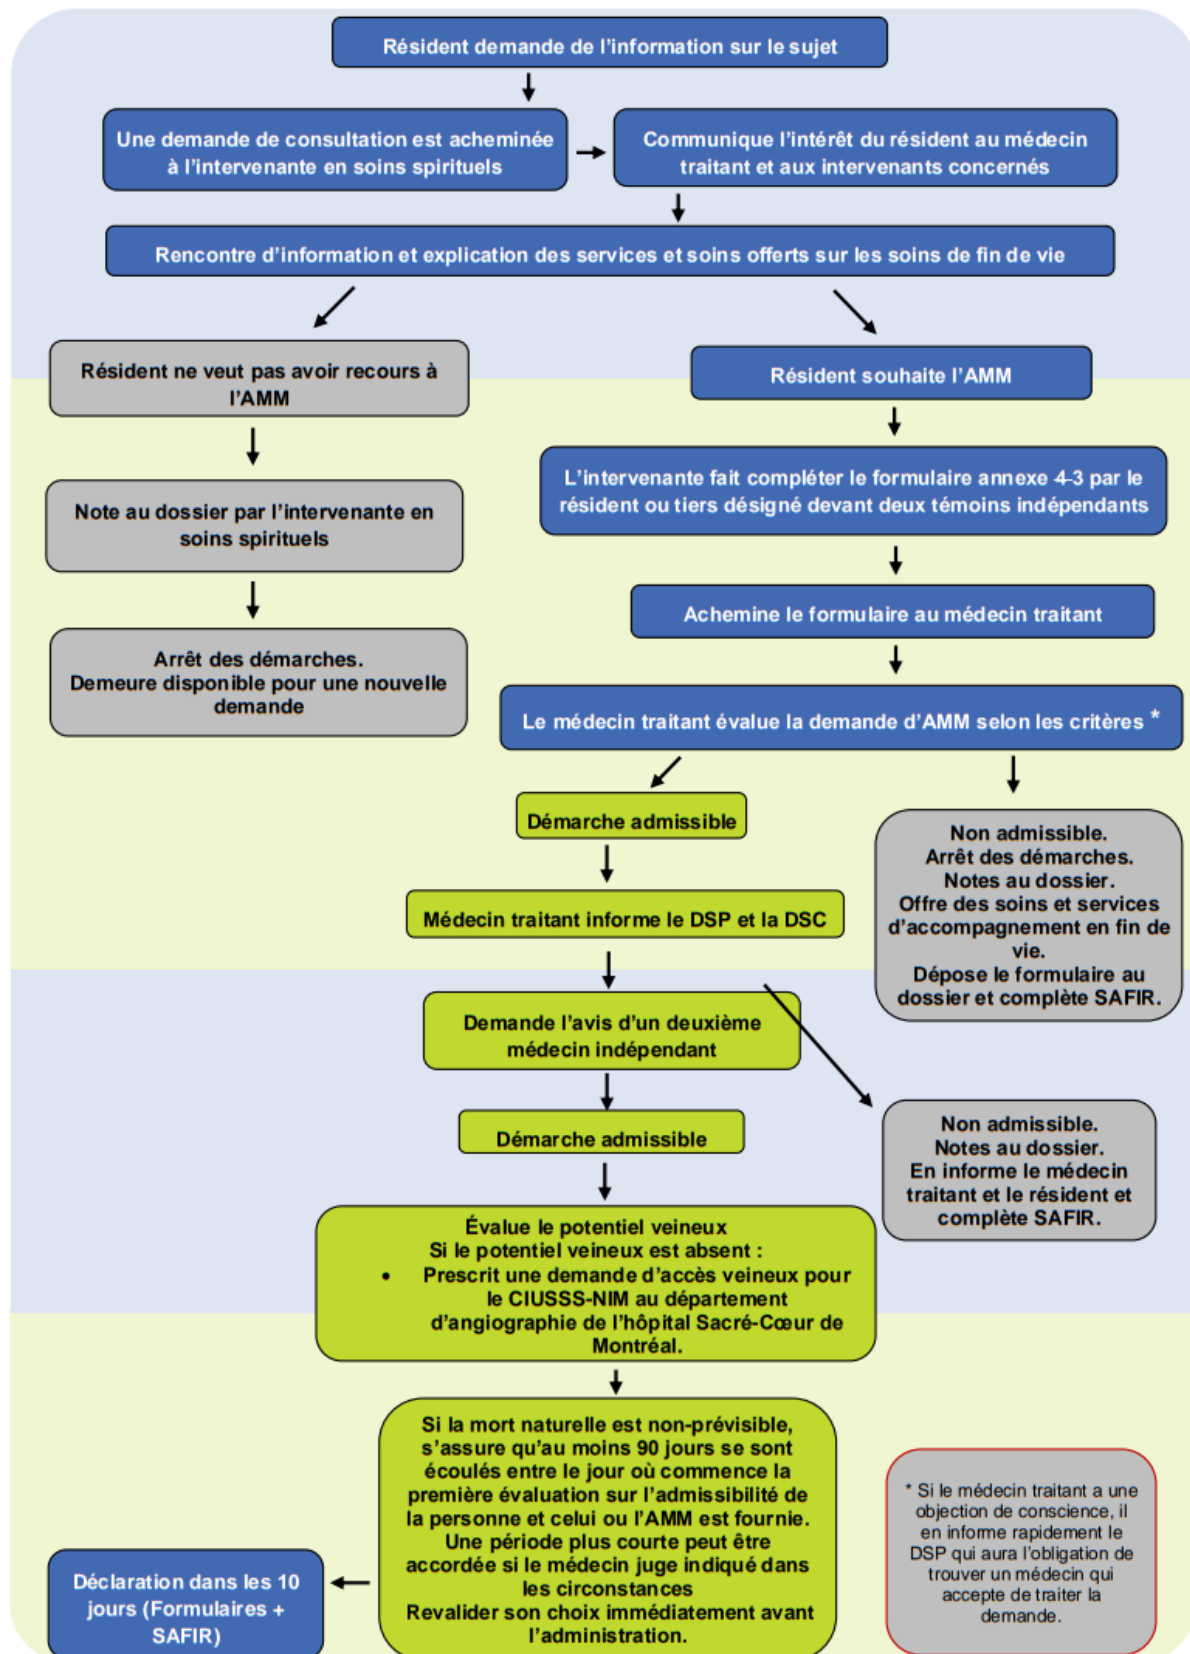 Résident demande de l'information sur le sujet
Une demande de consultation est acheminée
à l'intervenante en soins spirituels
Communique l'intérêt du résident au médecin
traitant et aux intervenants concernés
Rencontre d'information et explication des services et soins offerts sur les soins de fin de vie
Résident ne veut pas avoir recours à
l'AMM
Note au dossier par l'intervenante en
soins spirituels
Arrêt des démarches.
Demeure disponible pour une nouvelle
demande
Résident souhaite l'AMM
L'intervenante fait compléter le formulaire annexe 4-3 par le
résident ou tiers désigné devant deux témoins indépendants
Achemine le formulaire au médecin traitant
Le médecin traitant évalue la demande d'AMM selon les critères *
Démarche admissible
Médecin traitant informe le DSP et la DSC
Non admissible.
Arrêt des démarches.
Notes au dossier.
Offre des soins et services
d'accompagnement en fin de
vie.
Dépose le formulaire au
dossier et complète SAFIR.
Demande l'avis d'un deuxième
médecin indépendant
Démarche admissible
Non admissible.
Notes au dossier.
En informe le médecin
traitant et le résident et
complète SAFIR.
Évalue le potentiel veineux
Si le potentiel veineux est absent :
• Prescrit une demande d'accès veineux pour
le CIUSSS-NIM au département
d'angiographie de l'hôpital Sacré-Cœur de
Montréal.
Si la mort naturelle est non-prévisible,
s'assure qu'au moins 90 jours se sont
écoulés entre le jour où commence la
première évaluation sur l'admissibilité de
la personne et celui ou l'AMM est fournie.
Une période plus courte peut être
accordée si le médecin juge indiqué dans
les circonstances
Revalider son choix immédiatement avant
l'administration.
Déclaration dans les 10
jours (Formulaires +
SAFIR)
* Si le médecin traitant a une
objection de conscience, il
en informe rapidement le
DSP qui aura l'obligation de
trouver un médecin qui
accepte de traiter la
demande.